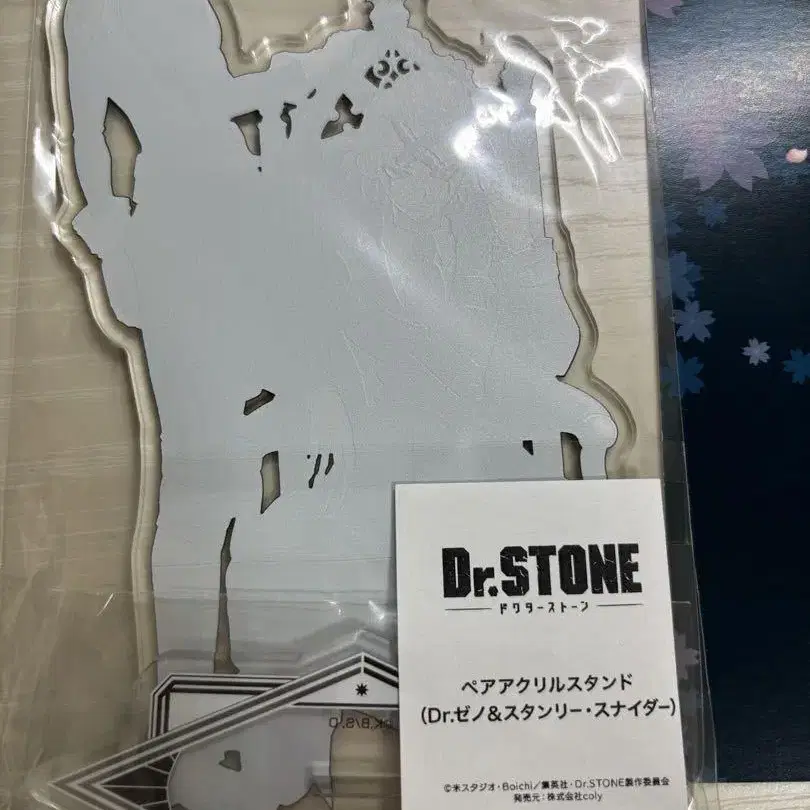 Dr.STONE
ドクターストーン
ペアアクリルスタンド
(Dr.ゼノ&スタンリー・スナイダー)
©米スタジオ・Boichi／集英社・Dr.STONE製作委員会
発売元：株式会社coly